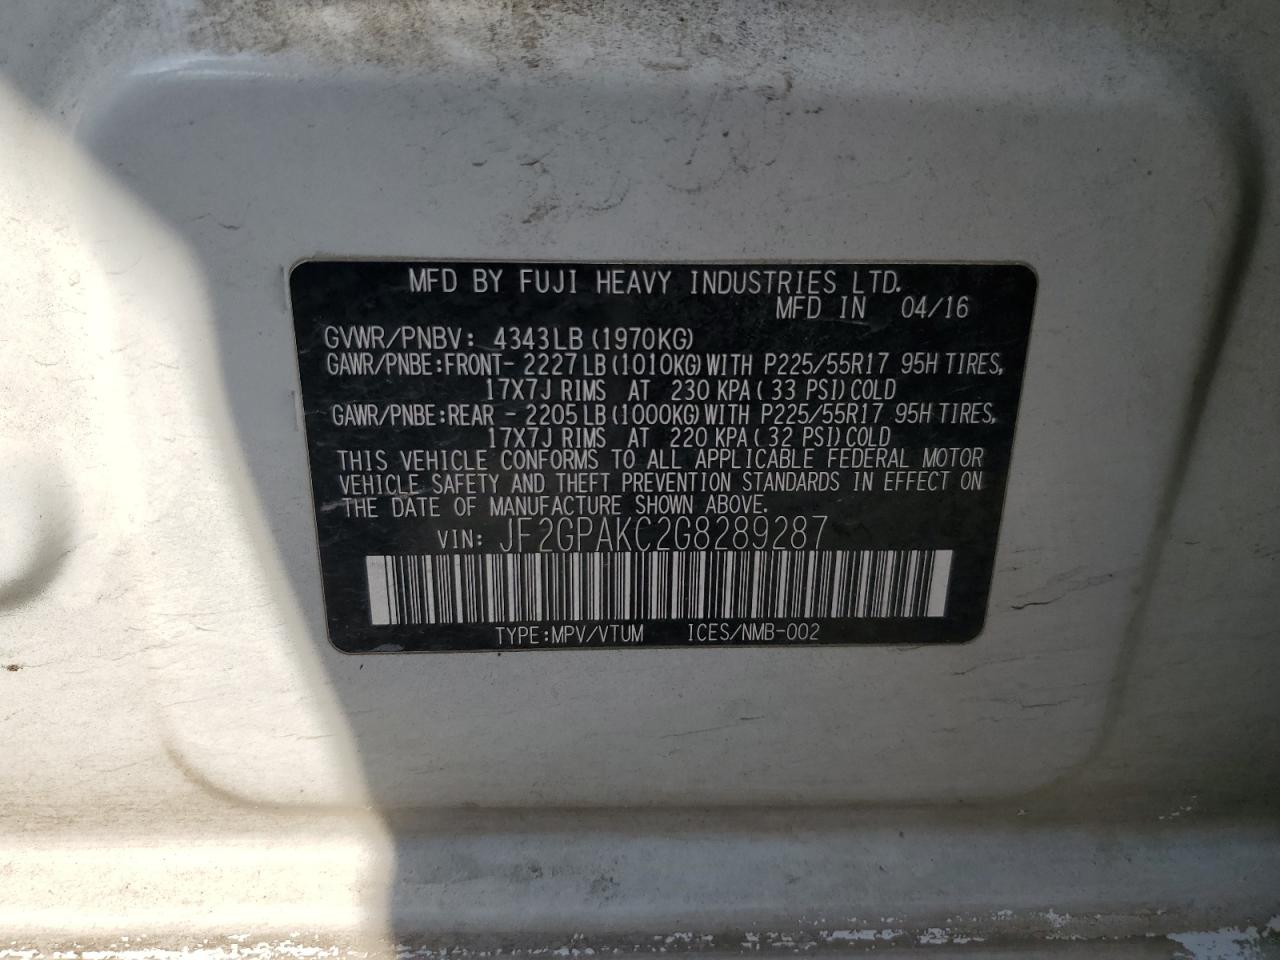 MFD BY FUJI HEAVY INDUSTRIES LTD.
MFD IN 04/16
GVWR/PNBV: 4343LB(1970KG)
GAWR/PNBE:FRONT-2227LB(1010KG)WITH P225/55R17 95H TIRES,
17X7J RIMS AT 230 KPA(33 PSI)COLD
GAWR/PNBE:REAR -2205LB(1000KG)WITH P225/55R17 95H TIRES,
17X7J RIMS AT 220 KPA(32 PSI)COLD
THIS VEHICLE CONFORMS TO ALL APPLICABLE FEDERAL MOTOR
VEHICLE SAFETY AND THEFT PREVENTION STANDARDS IN EFFECT ON
THE DATE OF MANUFACTURE SHOWN ABOVE.
VIN: JF2GPAKC2G8289287
TYPE:MPV/VTUM ICES/NMB-002